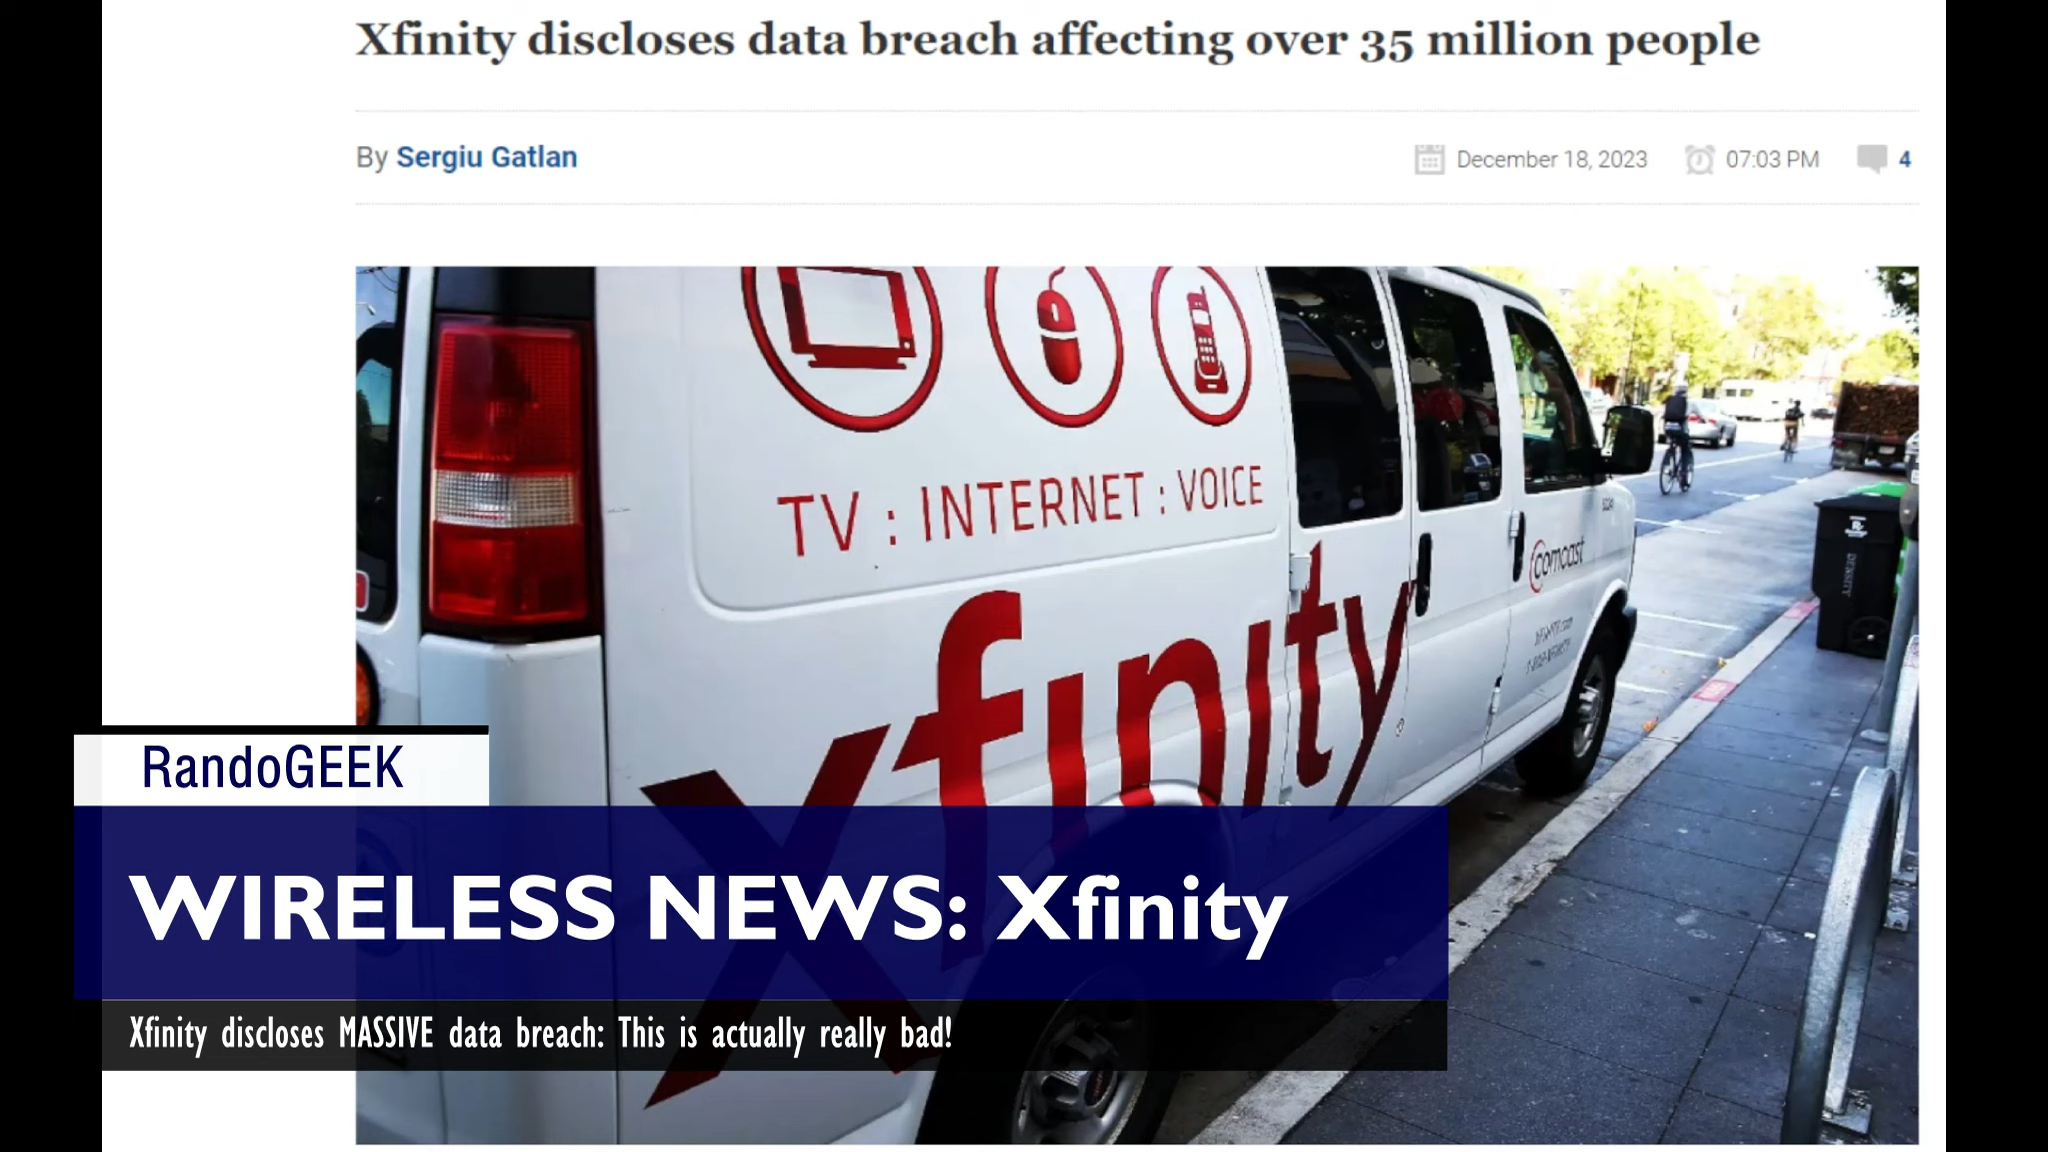 Xfinity discloses data breach affecting over 35 million people
By Sergiu Gatlan
December 18, 2023 07:03 PM 4
TV : INTERNET : VOICE
xfinity
comcast
RandoGEEK
WIRELESS NEWS: Xfinity
Xfinity discloses MASSIVE data breach: This is actually really bad!